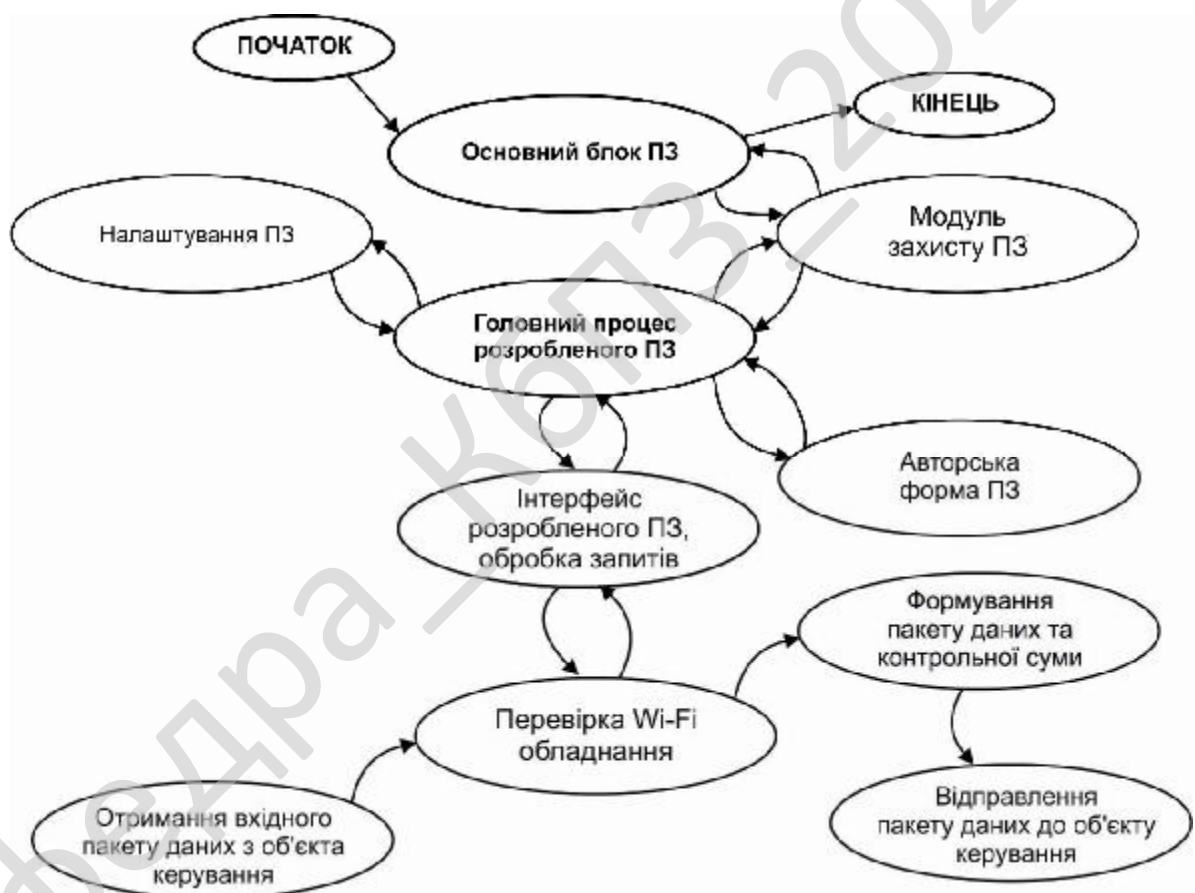 ПОЧАТОК
КІНЕЦЬ
Основний блок ПЗ
Налаштування ПЗ
Модуль
захисту ПЗ
Головний процес
розробленого ПЗ
Авторська
форма ПЗ
Інтерфейс
розробленого ПЗ,
обробка запитів
Формування
пакету даних та
контрольної суми
Перевірка Wi-Fi
обладнання
Отримання вхідного
пакету даних з об'єкта
керування
Відправлення
пакету даних до об'єкту
керування